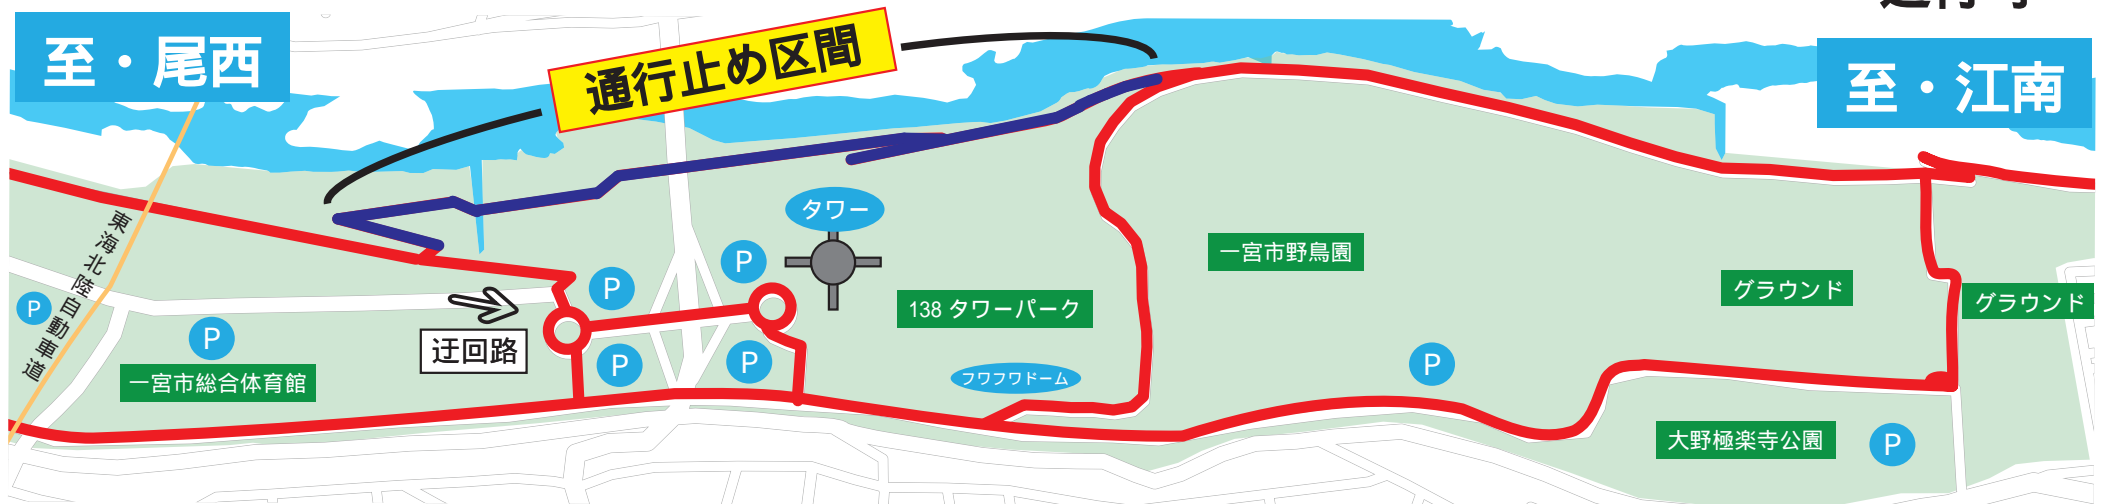 至・尾西
通行止め区間
至・江南
東海北陸自動車道
タワー
一宮市野鳥園
P
P
グラウンド
グラウンド
138 タワーパーク
P
P
迂回路
P
P
P
フワフワドーム
一宮市総合体育館
大野極楽寺公園
P